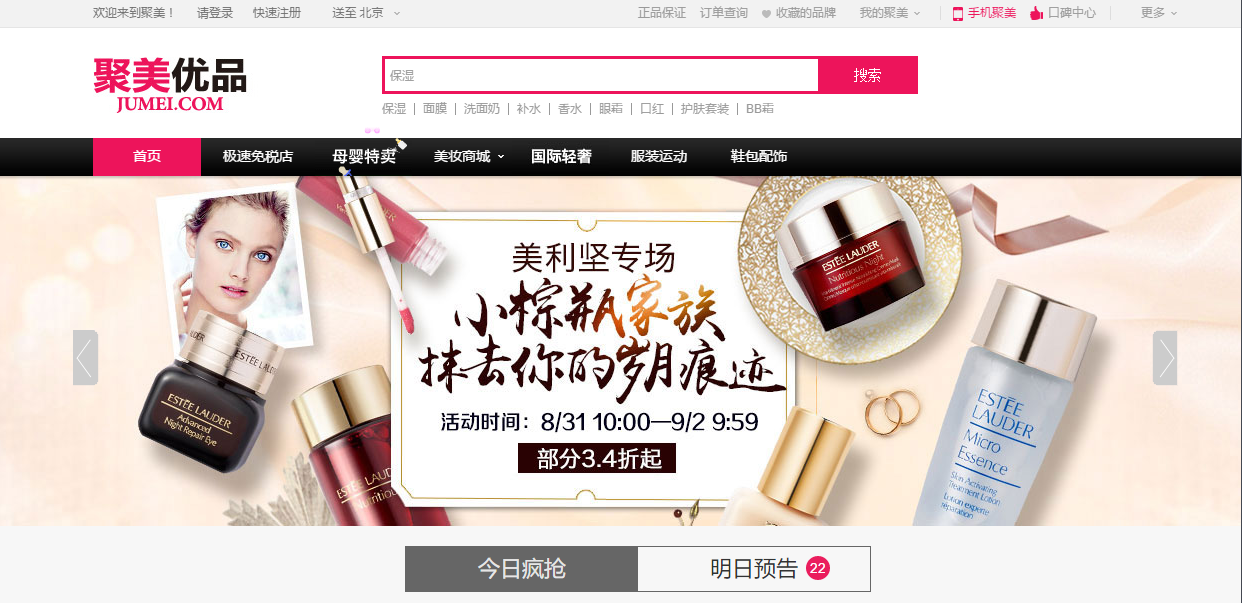 欢迎来到聚美！ 请登录 快速注册 送至 北京 正品保证 订单查询 收藏的品牌 我的聚美 手机聚美 口碑中心 更多
聚美优品
JUMEI.COM
保湿 搜索
保湿 | 面膜 | 洗面奶 | 补水 | 香水 | 眼霜 | 口红 | 护肤套装 | BB霜
首页 极速免税店 母婴特卖 美妆商城 国际轻奢 服装运动 鞋包配饰
美利坚专场
小棕瓶家族
抹去你的岁月痕迹
活动时间：8/31 10:00—9/2 9:59
部分3.4折起
ESTĒE LAUDER
Nutritious Night
ESTĒE LAUDER
ESTĒE LAUDER
Advanced
Night Repair Eye
ESTĒE LAUD
Nutritio
ESTĒE
LAUDER
Micro
Essence
Skin Activating
Treatment Lotion
Lotion experte
réparation
今日疯抢 明日预告 22